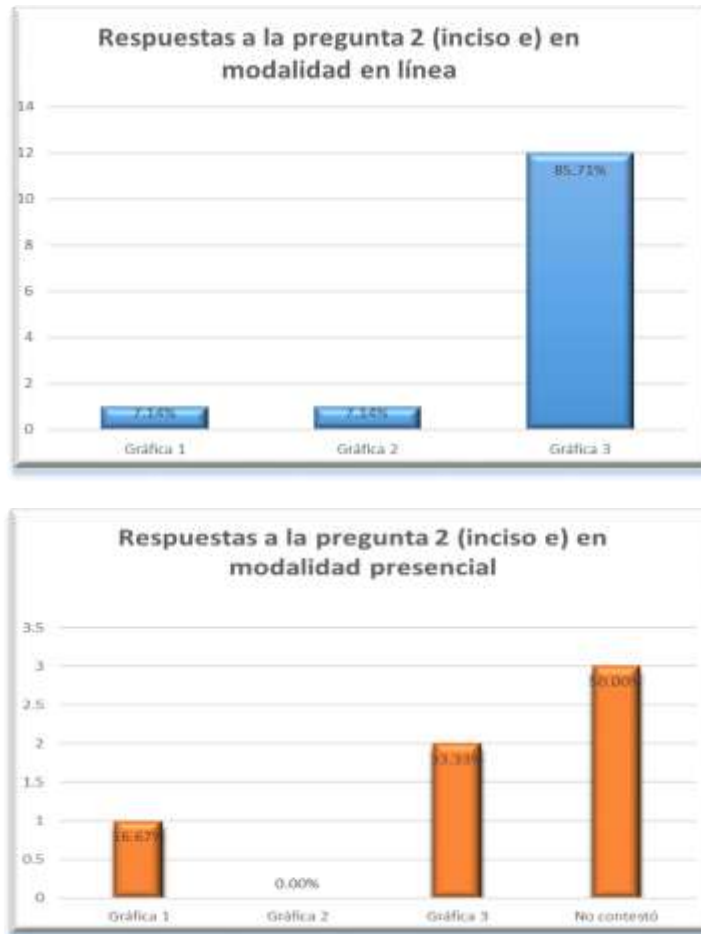 Respuestas a la pregunta 2 (inciso e) en
modalidad en línea
14
12
10
8
6
4
2
0
7.14%
7.14%
85.71%
Gráfica 1
Gráfica 2
Gráfica 3
Respuestas a la pregunta 2 (inciso e) en
modalidad presencial
3.5
3
2.5
2
1.5
1
0.5
0
16.67%
0.00%
33.33%
50.00%
Gráfica 1
Gráfica 2
Gráfica 3
No contestó